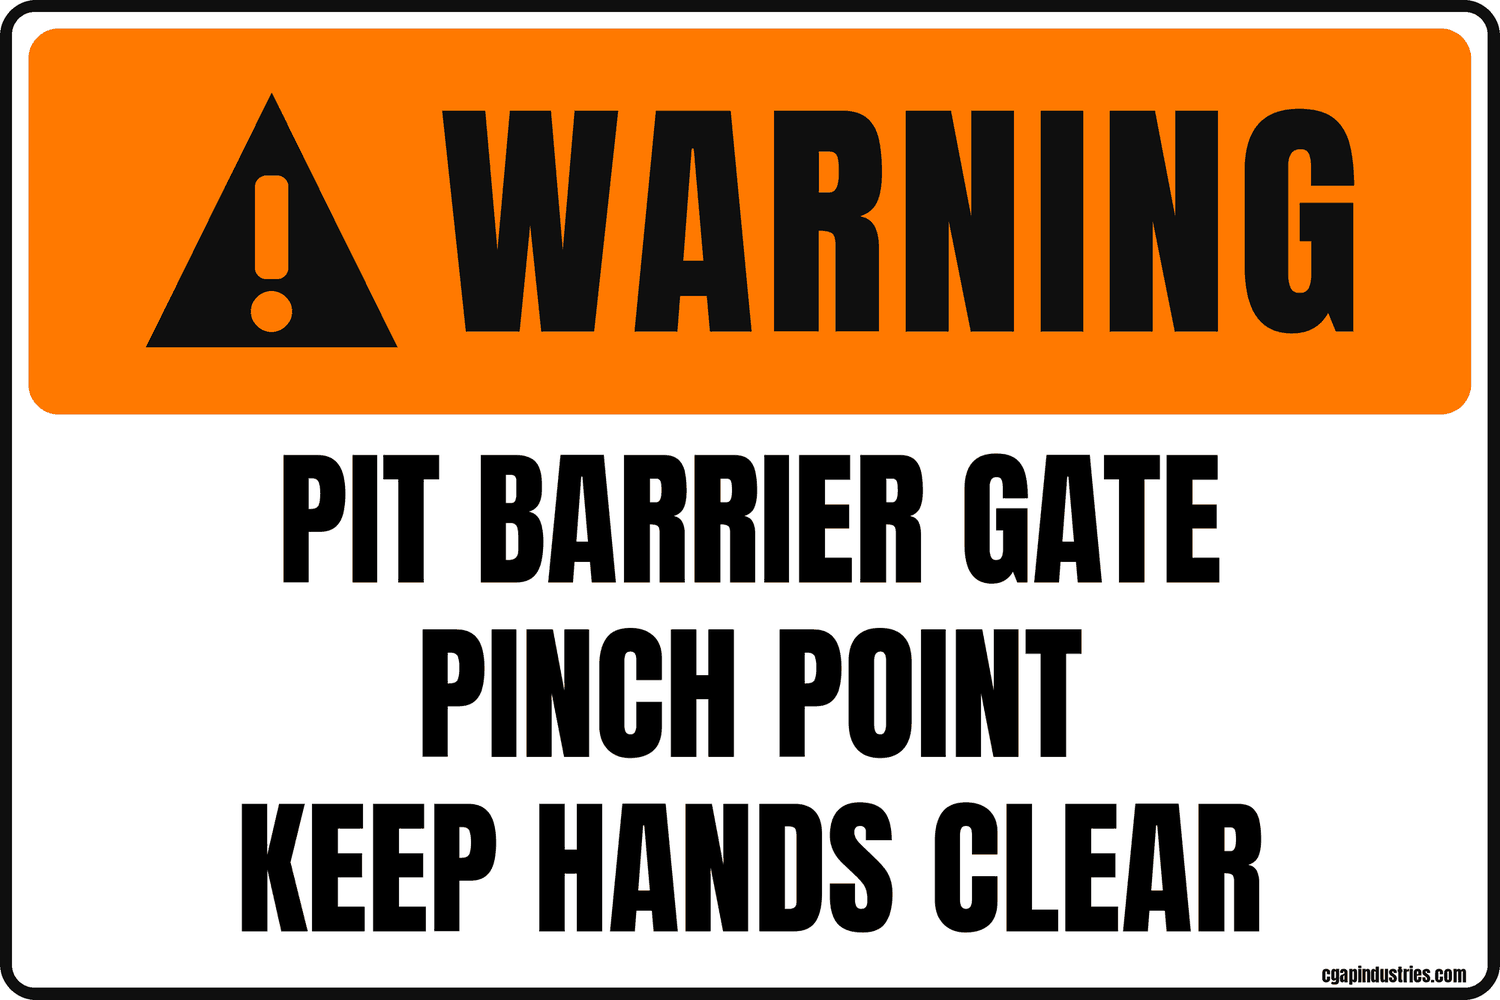 WARNING
PIT BARRIER GATE
PINCH POINT
KEEP HANDS CLEAR
cgapindustries.com